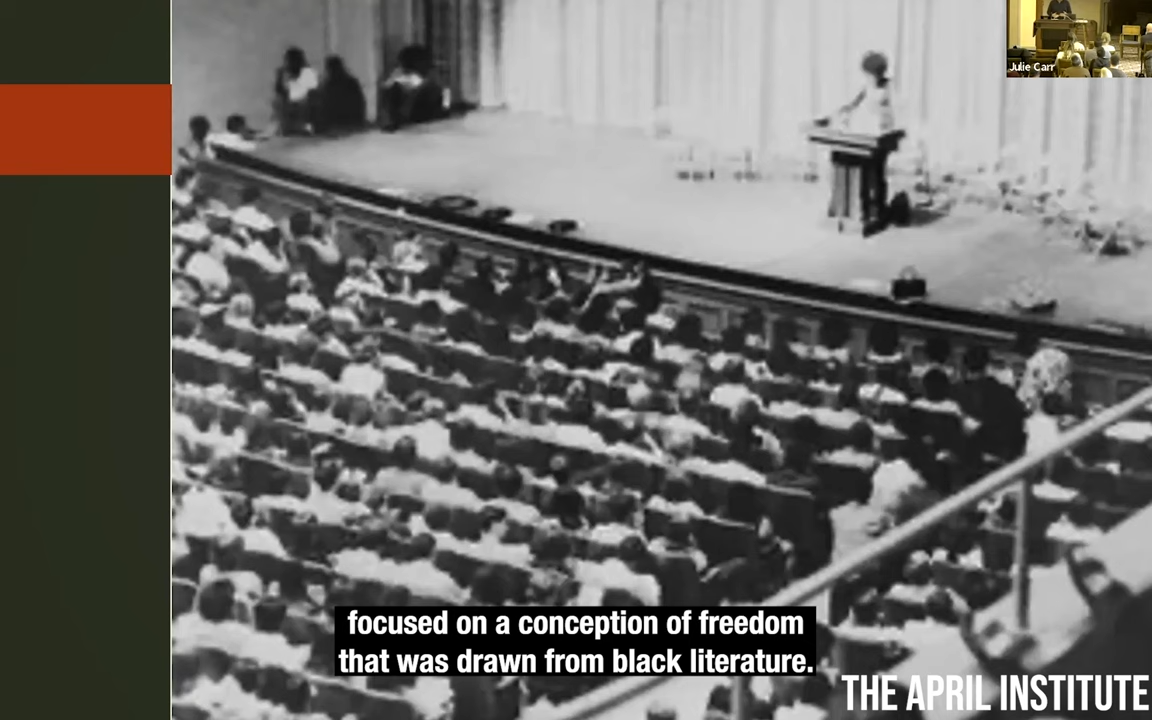 Julie Carr
focused on a conception of freedom
that was drawn from black literature.
THE APRIL INSTITUTE